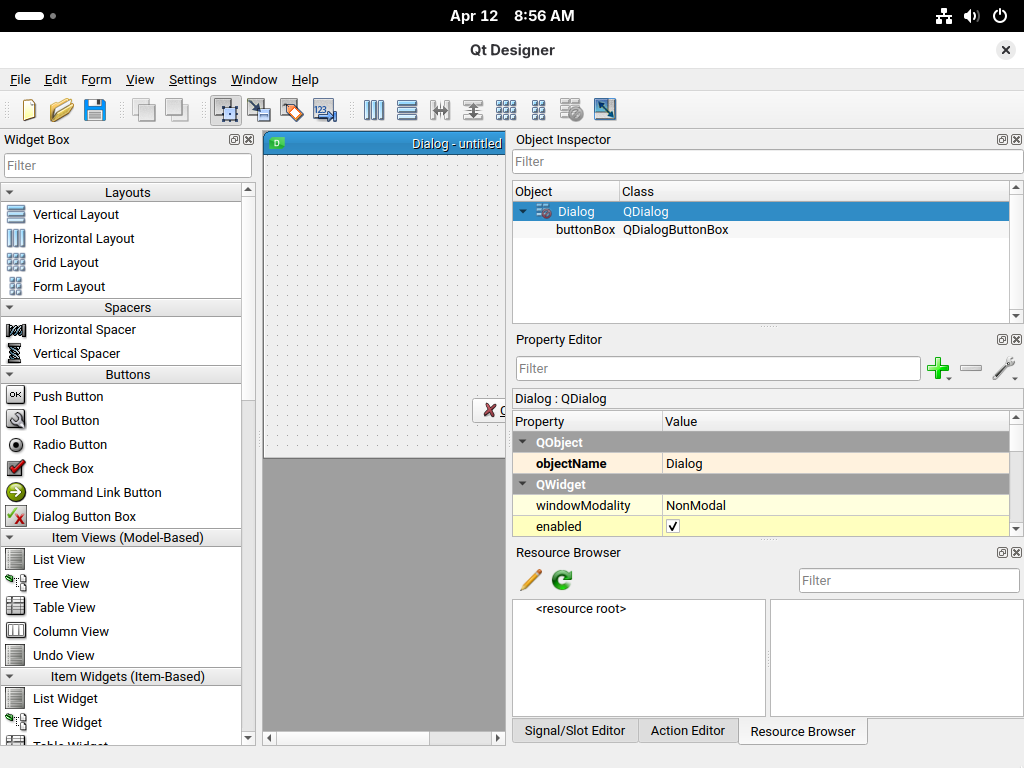 Apr 12 8:56 AM
Qt Designer
File Edit Form View Settings Window Help
Widget Box
Filter
Layouts
Vertical Layout
Horizontal Layout
Grid Layout
Form Layout
Spacers
Horizontal Spacer
Vertical Spacer
Buttons
Push Button
Tool Button
Radio Button
Check Box
Command Link Button
Dialog Button Box
Item Views (Model-Based)
List View
Tree View
Table View
Column View
Undo View
Item Widgets (Item-Based)
List Widget
Tree Widget
Table Widget
Dialog - untitled
Object Inspector
Filter
Object Class
Dialog QDialog
buttonBox QDialogButtonBox
Property Editor
Filter
Dialog : QDialog
Property Value
QObject
objectName Dialog
QWidget
windowModality NonModal
enabled
Resource Browser
Filter
<resource root>
Signal/Slot Editor Action Editor Resource Browser